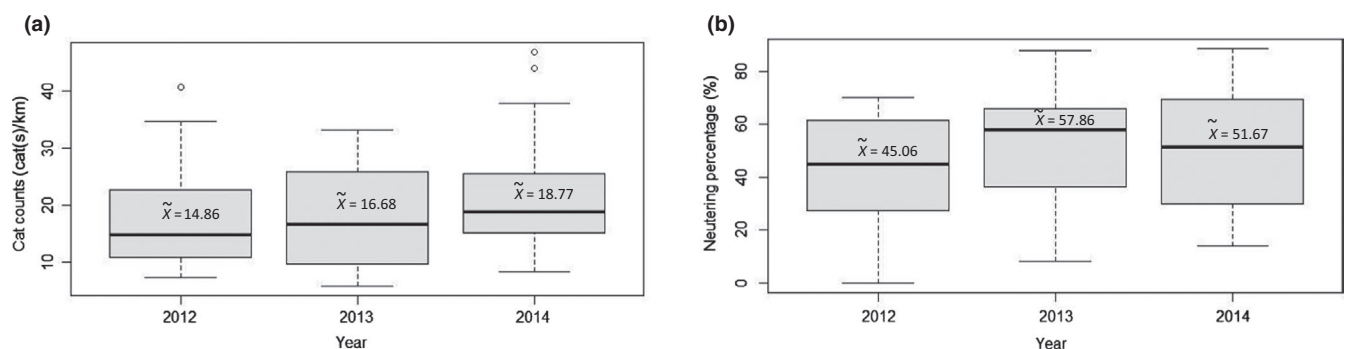 (a)
Cat counts (cat(s)/km)
40
30
20
10
x̃ = 14.86
x̃ = 16.68
x̃ = 18.77
2012
2013
2014
Year
(b)
Neutering percentage (%)
80
60
40
20
0
x̃ = 45.06
x̃ = 57.86
x̃ = 51.67
2012
2013
2014
Year